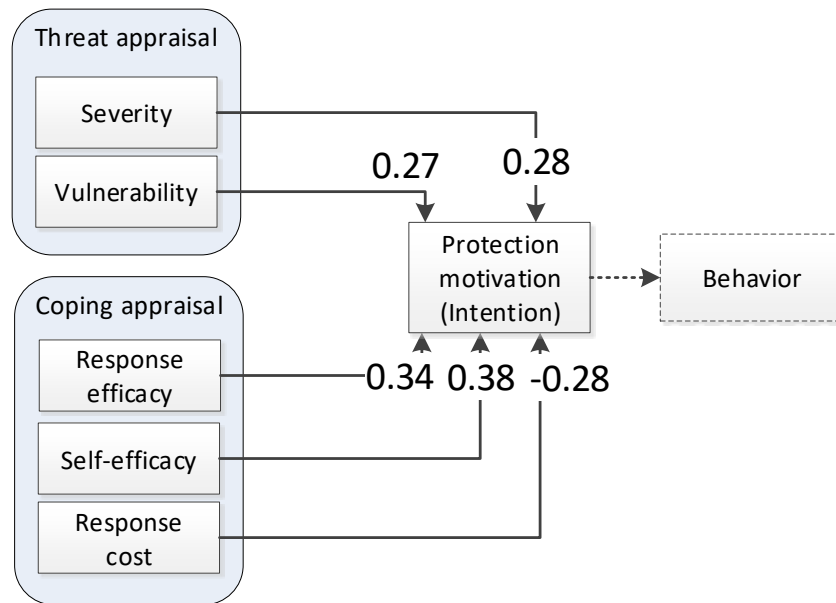 Threat appraisal
Severity
Vulnerability
0.27
0.28
Protection
motivation
(Intention)
Behavior
Coping appraisal
Response
efficacy
Self-efficacy
Response
cost
0.34
0.38
-0.28